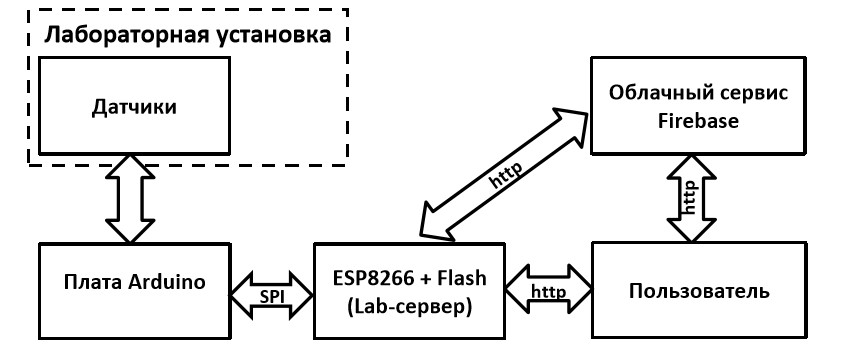 Лабораторная установка
Датчики
Облачный сервис
Firebase
http
http
Плата Arduino
SPI
ESP8266 + Flash
(Lab-сервер)
http
Пользователь